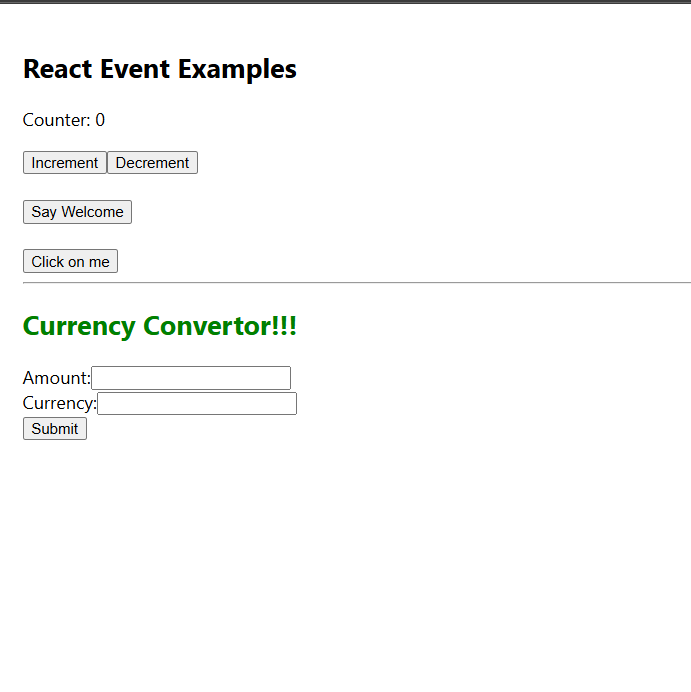 React Event Examples
Counter: 0
Increment Decrement
Say Welcome
Click on me
Currency Convertor!!!
Amount:
Currency:
Submit